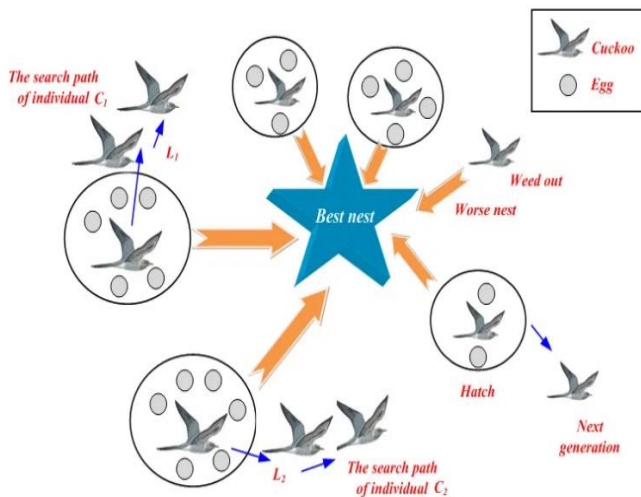 The search path
of individual C1
L1
Cuckoo
Egg
Weed out
Worse nest
Best nest
Hatch
Next
generation
L2
The search path
of individual C2